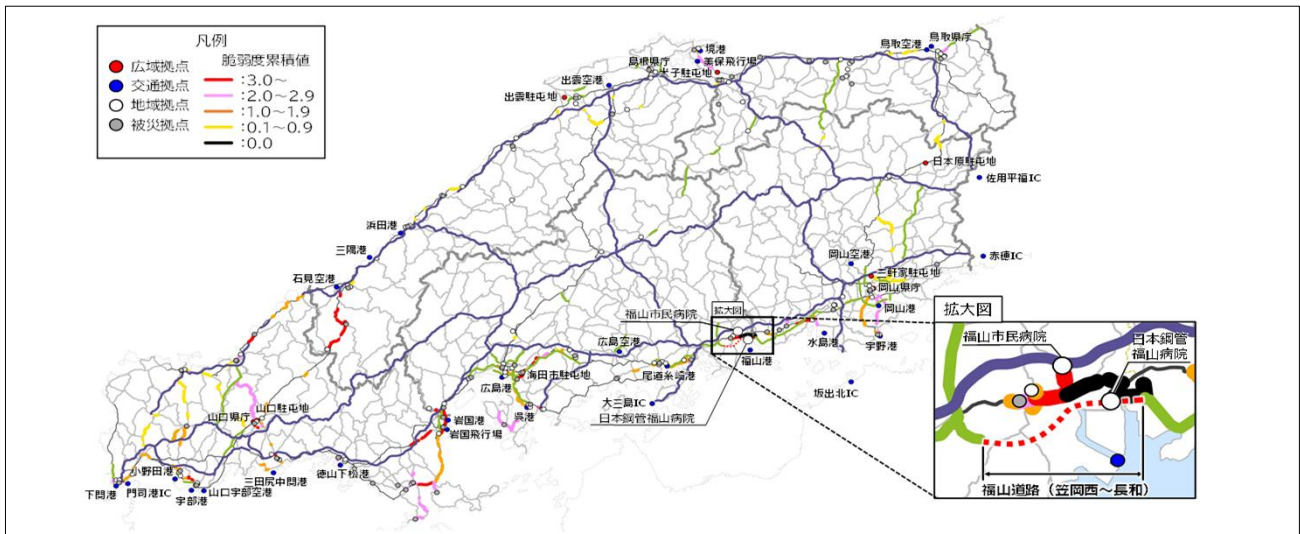 凡例
広域拠点
交通拠点
地域拠点
被災拠点
脆弱度累積値
:3.0~
:2.0~2.9
:1.0~1.9
:0.1~0.9
:0.0
境港
美保飛行場
米子駐屯地
島根県庁
出雲空港
出雲駐屯地
鳥取空港
鳥取県庁
日本原駐屯地
佐用平福IC
浜田港
三隅港
石見空港
岡山空港
赤穂IC
三軒家駐屯地
岡山県庁
岡山港
宇野港
水島港
坂出北IC
拡大図
福山市民病院
福山港
広島空港
尾道糸崎港
大三島IC
日本鋼管福山病院
海田市駐屯地
広島港
呉港
岩国港
岩国飛行場
山口県庁
山口駐屯地
徳山下松港
三田尻中関港
小野田港
下関港
門司港IC
宇部港
山口宇部空港
拡大図
福山市民病院
日本鋼管
福山病院
福山道路（笠岡西～長和）